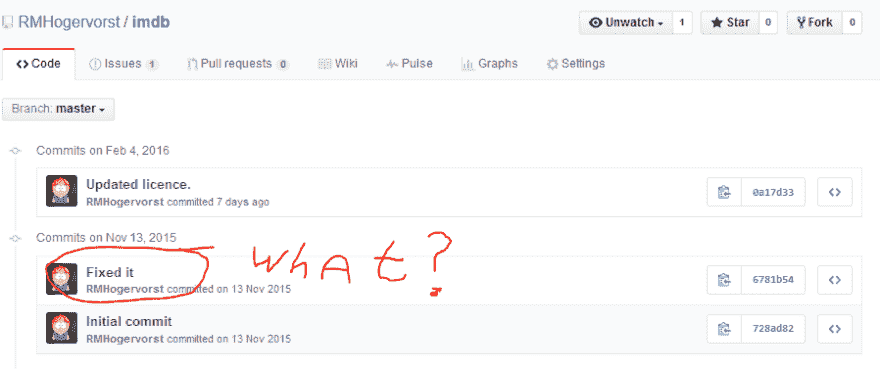 RMHogervorst / imdb
Unwatch 1 Star 0 Fork 0
Code Issues 1 Pull requests 0 Wiki Pulse Graphs Settings
Branch: master
Commits on Feb 4, 2016
Updated licence.
RMHogervorst committed 7 days ago
0a17d33
Commits on Nov 13, 2015
Fixed it
RMHogervorst committed on 13 Nov 2015
6781b54
WhAt?
Initial commit
RMHogervorst committed on 13 Nov 2015
728ad82